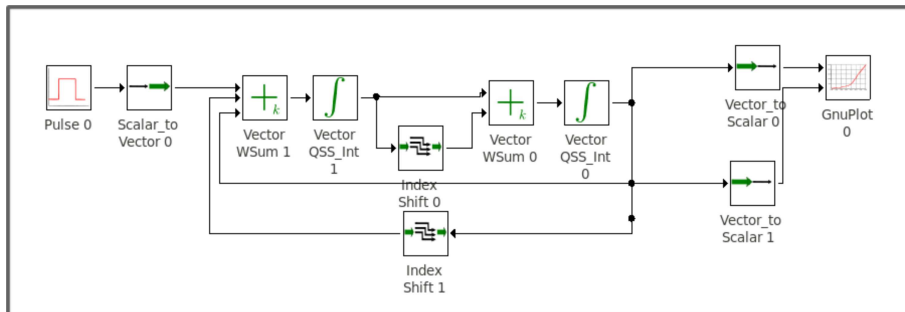 Pulse 0
Scalar_to
Vector 0
k
Vector
WSum 1
Vector
QSS_Int
1
Index
Shift 0
k
Vector
WSum 0
Vector
QSS_Int
0
Vector_to
Scalar 0
GnuPlot
0
Vector_to
Scalar 1
Index
Shift 1